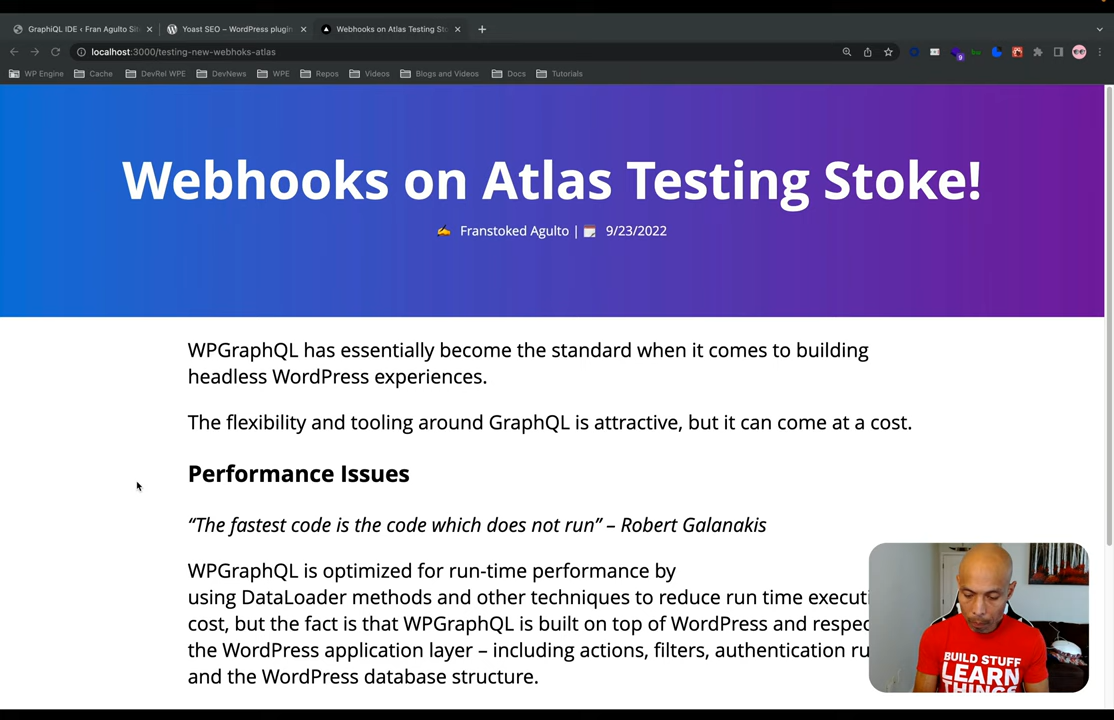 GraphiQL IDE ‹ Fran Agulto Sit
Yoast SEO – WordPress plugin
Webhooks on Atlas Testing Sto
localhost:3000/testing-new-webhoks-atlas
9
WP Engine
Cache
DevRel WPE
DevNews
WPE
Repos
Videos
Blogs and Videos
Docs
Tutorials
Webhooks on Atlas Testing Stoke!
Franstoked Agulto | 9/23/2022
WPGraphQL has essentially become the standard when it comes to building
headless WordPress experiences.
The flexibility and tooling around GraphQL is attractive, but it can come at a cost.
Performance Issues
“The fastest code is the code which does not run” – Robert Galanakis
WPGraphQL is optimized for run-time performance by
using DataLoader methods and other techniques to reduce run time executi
cost, but the fact is that WPGraphQL is built on top of WordPress and respec
the WordPress application layer – including actions, filters, authentication ru
and the WordPress database structure.
BUILD STUFF
LEARN
THINGS